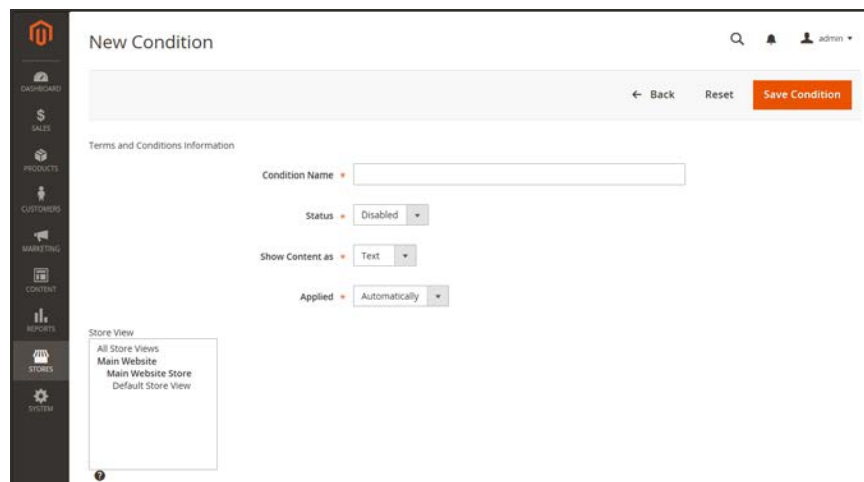 New Condition
admin
Back
Reset
Save Condition
DASHBOARD
SALES
PRODUCTS
CUSTOMERS
MARKETING
CONTENT
REPORTS
STORES
SYSTEM
Terms and Conditions Information
Condition Name *
Status * Disabled
Show Content as * Text
Applied * Automatically
Store View
All Store Views
Main Website
Main Website Store
Default Store View
?